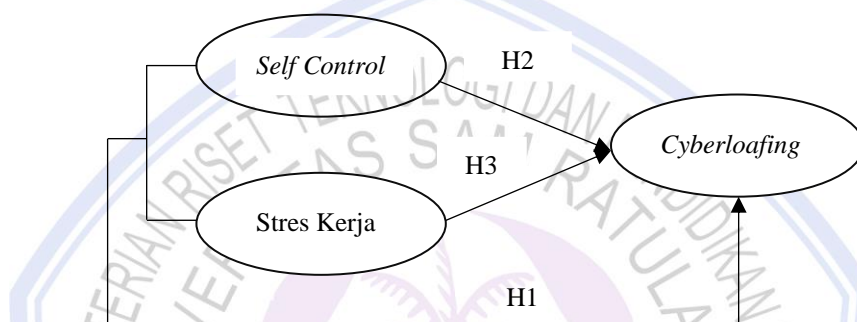 Self Control
H2
Cyberloafing
H3
Stres Kerja
H1